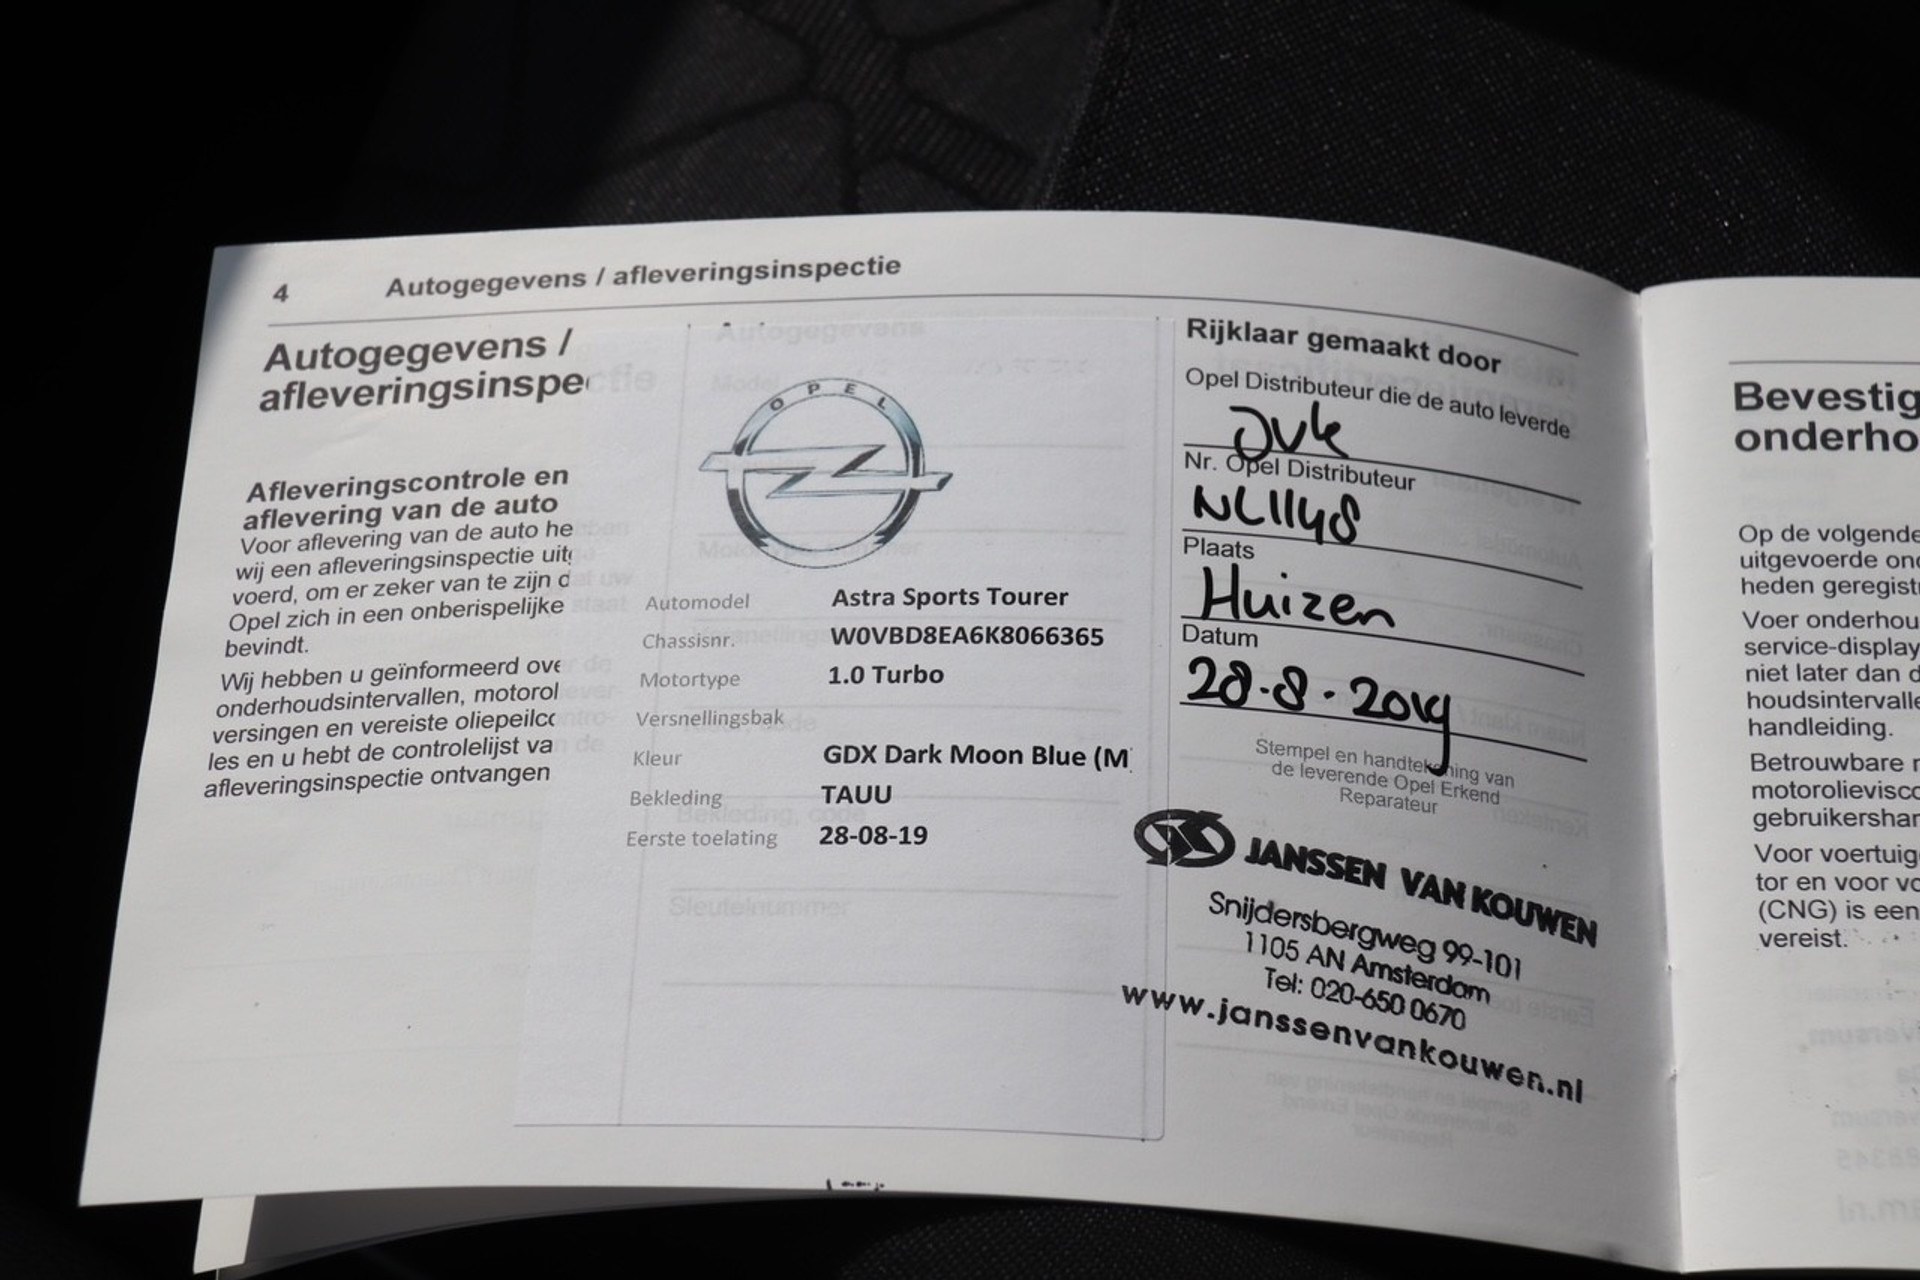 4 Autogegevens / afleveringsinspectie
Autogegevens /
afleveringsinspe
Afleveringscontrole en
aflevering van de auto
Voor aflevering van de auto he
wij een afleveringsinspectie uit
voerd, om er zeker van te zijn d
Opel zich in een onberispelijke
bevindt.
Wij hebben u geïnformeerd ove
onderhoudsintervallen, motorol
versingen en vereiste oliepeilco
les en u hebt de controlelijst va
afleveringsinspectie ontvangen
OPEL
Automodel Astra Sports Tourer
Chassisnr. W0VBD8EA6K8066365
Motortype 1.0 Turbo
Versnellingsbak
Kleur GDX Dark Moon Blue (M
Bekleding TAUU
Eerste toelating 28-08-19
Sleutelnummer
Rijklaar gemaakt door
Opel Distributeur die de auto leverde
JVK
Nr. Opel Distributeur
NL1148
Plaats
Huizen
Datum
28-8-2019
Stempel en handtekening van
de leverende Opel Erkend
Reparateur
JANSSEN VAN KOUWEN
Snijdersbergweg 99-101
1105 AN Amsterdam
Tel: 020-650 0670
www.janssenvankouwen.nl
Bevestig
onderho
Op de volgende
uitgevoerde ond
heden geregistr
Voer onderhou
service-display
niet later dan d
houdsintervalle
handleiding.
Betrouwbare m
motorolievisco
gebruikershan
Voor voertuig
tor en voor vo
(CNG) is een
vereist.